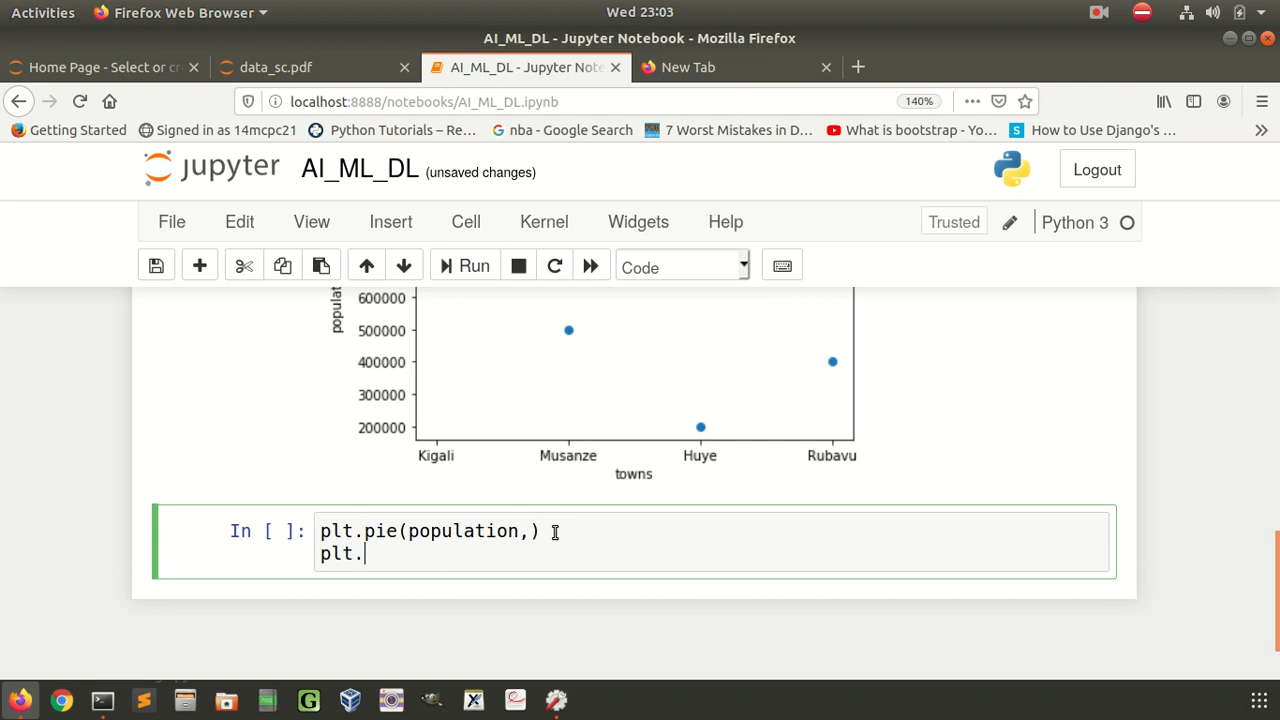 Activities Firefox Web Browser Wed 23:03
AI_ML_DL - Jupyter Notebook - Mozilla Firefox
Home Page - Select or cr data_sc.pdf AI_ML_DL - Jupyter Note New Tab
localhost:8888/notebooks/AI_ML_DL.ipynb 140%
Getting Started Signed in as 14mcpc21 Python Tutorials – Re… nba - Google Search 7 Worst Mistakes in D… What is bootstrap - Yo… How to Use Django's …
jupyter AI_ML_DL (unsaved changes) Logout
File Edit View Insert Cell Kernel Widgets Help Trusted Python 3
Run Code
populat
600000
500000
400000
300000
200000
Kigali Musanze Huye Rubavu
towns
In [ ]: plt.pie(population,)
plt.